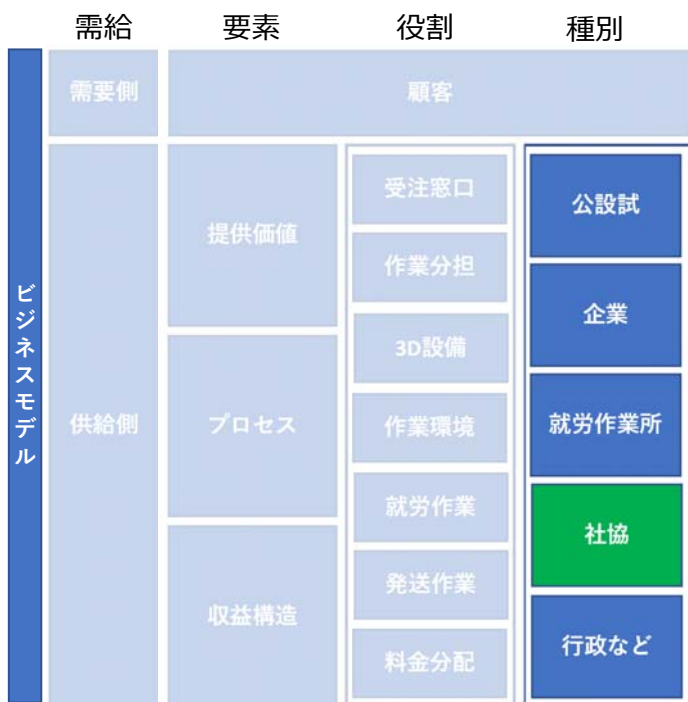 需給 要素 役割 種別
ビジネスモデル
需要側
顧客
供給側
提供価値
プロセス
収益構造
受注窓口
作業分担
3D設備
作業環境
就労作業
発送作業
料金分配
公設試
企業
就労作業所
社協
行政など